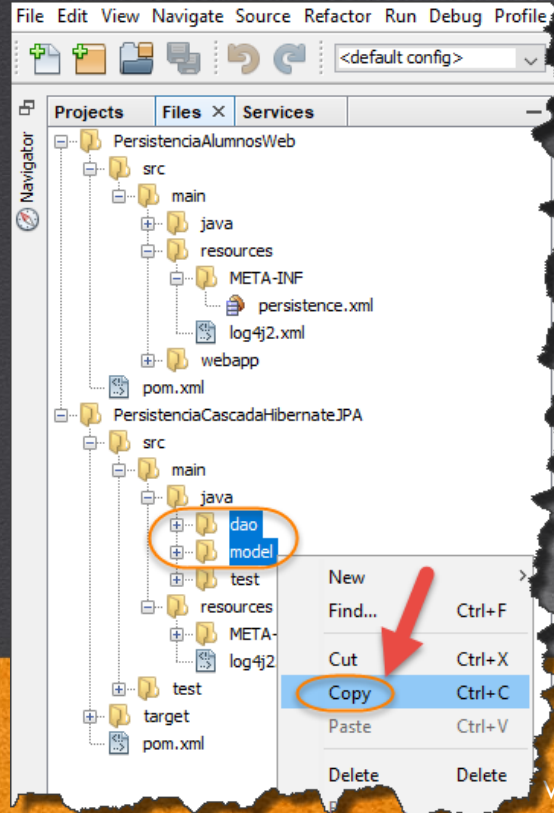 File Edit View Navigate Source Refactor Run Debug Profile
<default config>
Projects Files × Services
Navigator
PersistenciaAlumnosWeb
src
main
java
resources
META-INF
persistence.xml
log4j2.xml
webapp
pom.xml
PersistenciaCascadaHibernateJPA
src
main
java
dao
model
test
resources
META-
log4j2
test
target
pom.xml
New >
Find... Ctrl+F
Cut Ctrl+X
Copy Ctrl+C
Paste Ctrl+V
Delete Delete